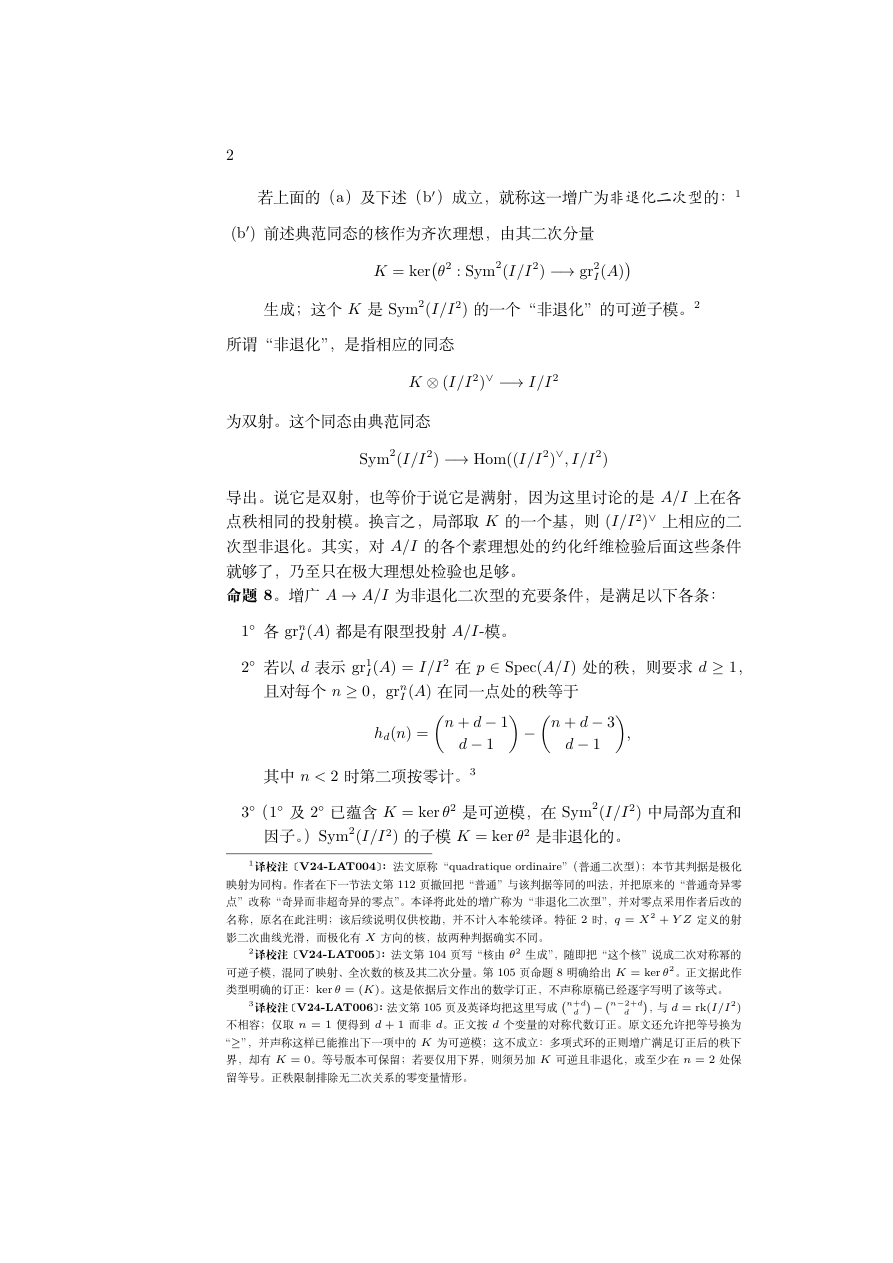 2
若上面的（a）及下述（b′）成立，就称这一增广为非退化二次型的：¹
(b′) 前述典范同态的核作为齐次理想，由其二次分量
K = ker(θ² : Sym²(I/I²) ⟶ gr²_I(A))
生成；这个 K 是 Sym²(I/I²) 的一个“非退化”的可逆子模。²
所谓“非退化”，是指相应的同态
K ⊗ (I/I²)^∨ ⟶ I/I²
为双射。这个同态由典范同态
Sym²(I/I²) ⟶ Hom((I/I²)^∨, I/I²)
导出。说它是双射，也等价于说它是满射，因为这里讨论的是 A/I 上在各
点秩相同的投射模。换言之，局部取 K 的一个基，则 (I/I²)^∨ 上相应的二
次型非退化。其实，对 A/I 的各个素理想处的约化纤维检验后面这些条件
就够了，乃至只在极大理想处检验也足够。
命题 8。增广 A → A/I 为非退化二次型的充要条件，是满足以下各条：
1° 各 gr^n_I(A) 都是有限型投射 A/I-模。
2° 若以 d 表示 gr¹_I(A) = I/I² 在 p ∈ Spec(A/I) 处的秩，则要求 d ≥ 1，
且对每个 n ≥ 0，gr^n_I(A) 在同一点处的秩等于
h_d(n) = \binom{n + d − 1}{d − 1} − \binom{n + d − 3}{d − 1},
其中 n < 2 时第二项按零计。³
3°（1° 及 2° 已蕴含 K = ker θ² 是可逆模，在 Sym²(I/I²) 中局部为直和
因子。）Sym²(I/I²) 的子模 K = ker θ² 是非退化的。
¹译校注〔V24-LAT004〕：法文原称“quadratique ordinaire”（普通二次型）；本节其判据是极化
映射为同构。作者在下一节法文第 112 页撤回把“普通”与该判据等同的叫法，并把原来的“普通奇异零
点”改称“奇异而非超奇异的零点”。本译将此处的增广称为“非退化二次型”，并对零点采用作者后改的
名称，原名在此注明；该后续说明仅供校勘，并不计入本轮续译。特征 2 时，q = X² + YZ 定义的射
影二次曲线光滑，而极化有 X 方向的核，故两种判据确实不同。
²译校注〔V24-LAT005〕：法文第 104 页写“核由 θ² 生成”，随即把“这个核”说成二次对称幂的
可逆子模，混同了映射、全次数的核及其二次分量。第 105 页命题 8 明确给出 K = ker θ²。正文据此作
类型明确的订正：ker θ = (K)。这是依据后文作出的数学订正，不声称原稿已经逐字写明了该等式。
³译校注〔V24-LAT006〕：法文第 105 页及英译均把这里写成 \binom{n+d}{d} − \binom{n−2+d}{d}，与 d = rk(I/I²)
不相容；仅取 n = 1 便得到 d + 1 而非 d。正文按 d 个变量的对称代数订正。原文还允许把等号换为
“≥”，并声称这样已能推出下一项中的 K 为可逆模；这不成立：多项式环的正则增广满足订正后的秩下
界，却有 K = 0。等号版本可保留；若要仅用下界，则须另加 K 可逆且非退化，或至少在 n = 2 处保
留等号。正秩限制排除无二次关系的零变量情形。